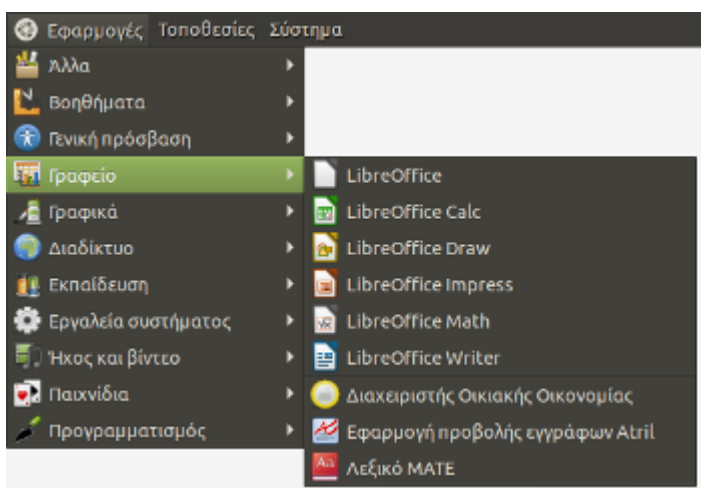 Εφαρμογές Τοποθεσίες Σύστημα
Άλλα
Βοηθήματα
Γενική πρόσβαση
Γραφείο
Γραφικά
Διαδίκτυο
Εκπαίδευση
Εργαλεία συστήματος
Ήχος και βίντεο
Παιχνίδια
Προγραμματισμός
LibreOffice
LibreOffice Calc
LibreOffice Draw
LibreOffice Impress
LibreOffice Math
LibreOffice Writer
Διαχειριστής Οικιακής Οικονομίας
Εφαρμογή προβολής εγγράφων Atril
Λεξικό MATE